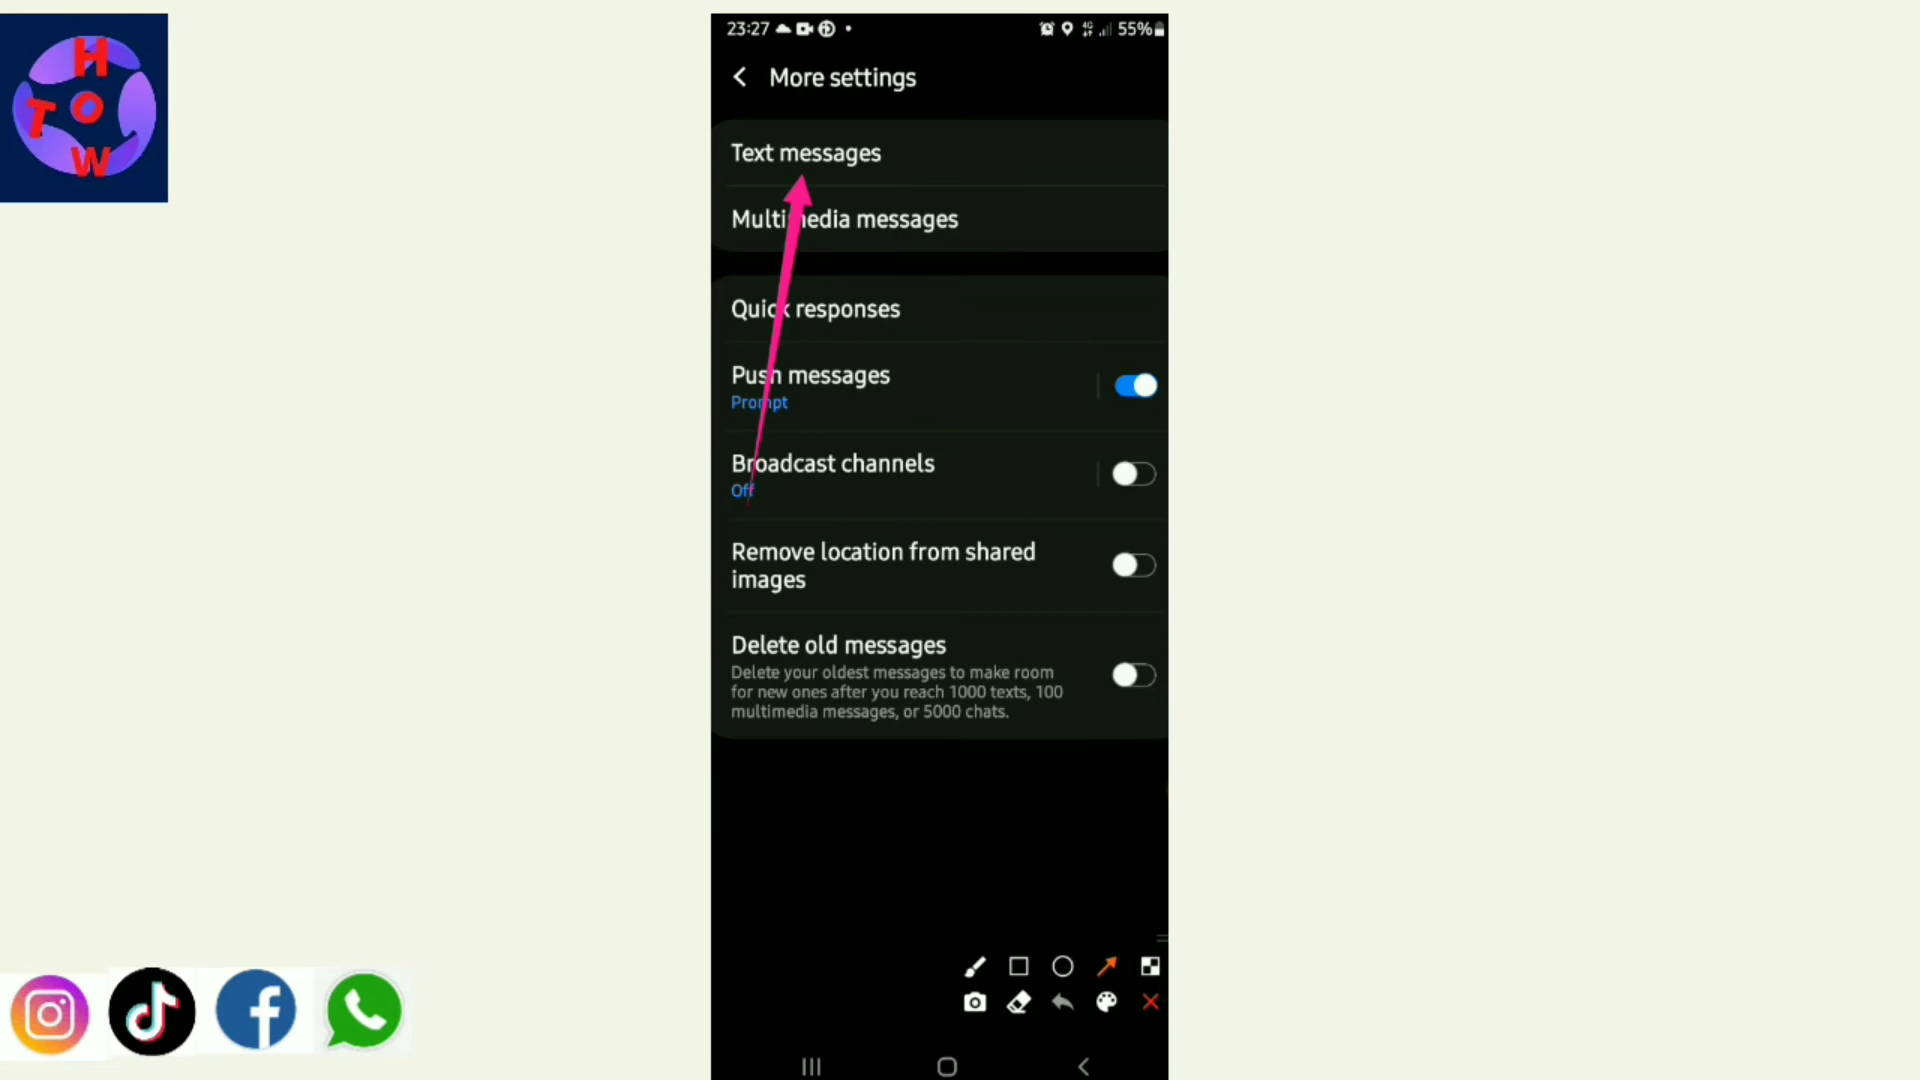 H
T O
W
23:27
4G
55%
More settings
Text messages
Multimedia messages
Quick responses
Push messages
Prompt
Broadcast channels
Off
Remove location from shared
images
Delete old messages
Delete your oldest messages to make room
for new ones after you reach 1000 texts, 100
multimedia messages, or 5000 chats.